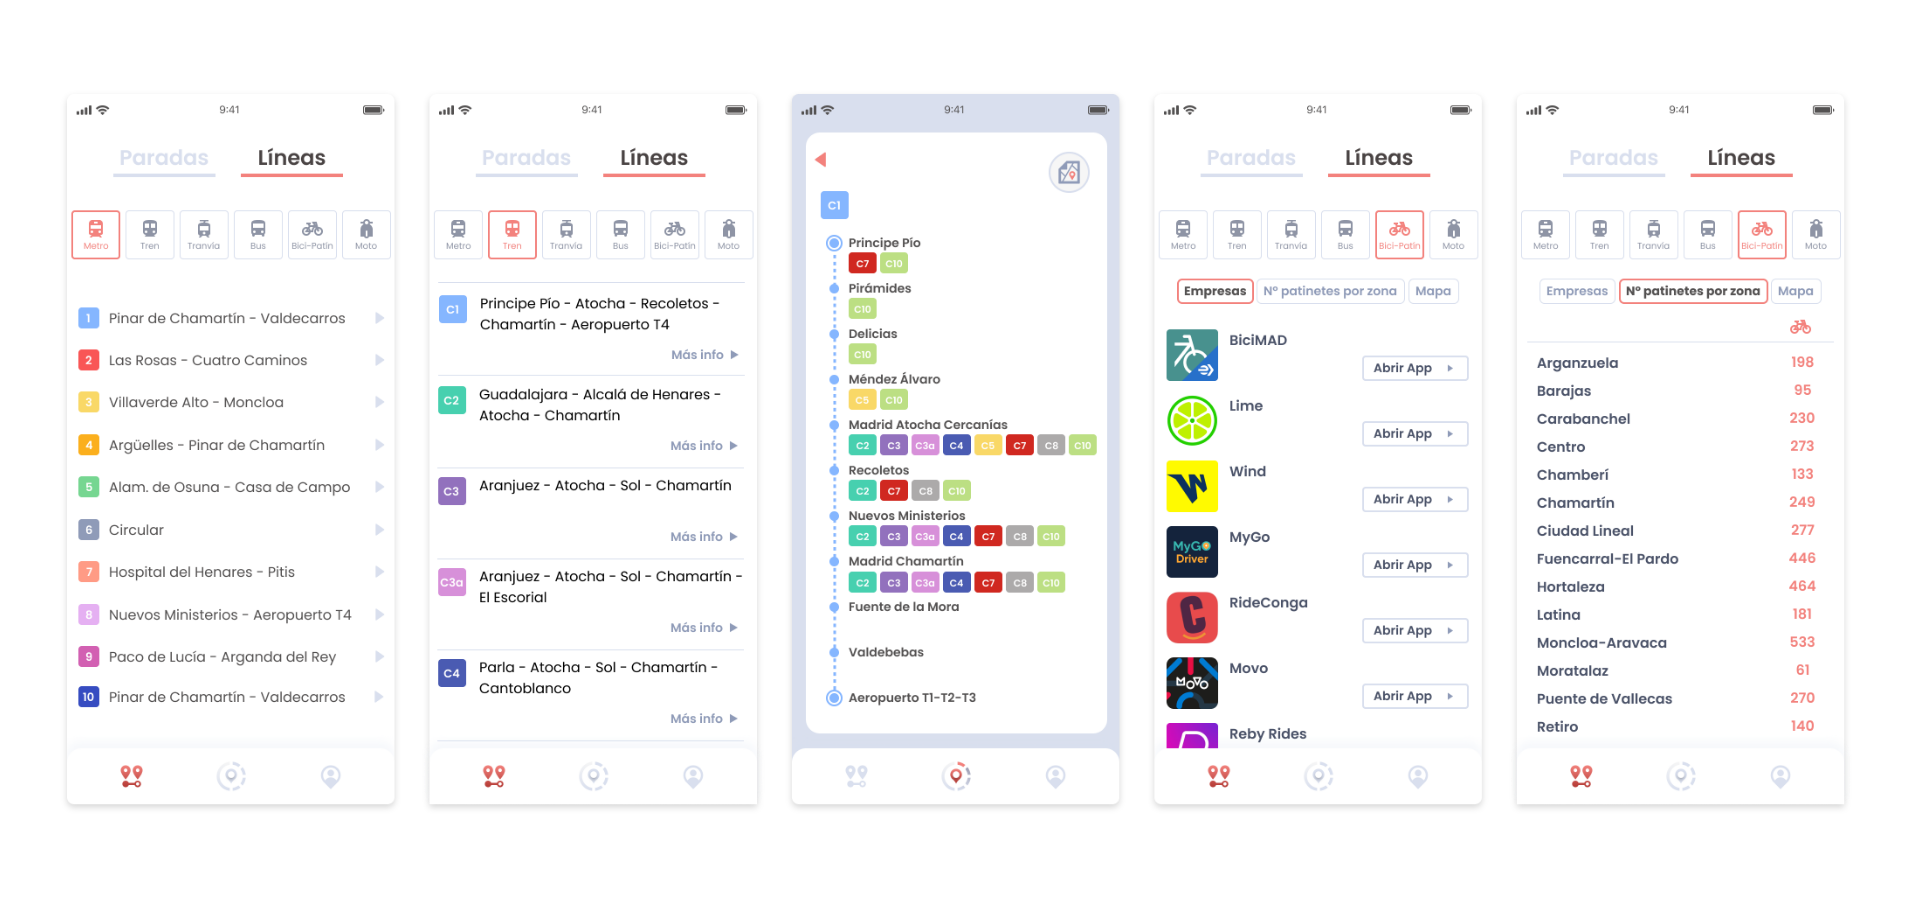 9:41
Paradas Líneas
Metro Tren Tranvía Bus Bici-Patín Moto
1 Pinar de Chamartín - Valdecarros
2 Las Rosas - Cuatro Caminos
3 Villaverde Alto - Moncloa
4 Argüelles - Pinar de Chamartín
5 Alam. de Osuna - Casa de Campo
6 Circular
7 Hospital del Henares - Pitis
8 Nuevos Ministerios - Aeropuerto T4
9 Paco de Lucía - Arganda del Rey
10 Pinar de Chamartín - Valdecarros
9:41
Paradas Líneas
Metro Tren Tranvía Bus Bici-Patín Moto
C1 Principe Pío - Atocha - Recoletos -
Chamartín - Aeropuerto T4
Más info
C2 Guadalajara - Alcalá de Henares -
Atocha - Chamartín
Más info
C3 Aranjuez - Atocha - Sol - Chamartín
Más info
C3a Aranjuez - Atocha - Sol - Chamartín -
El Escorial
Más info
C4 Parla - Atocha - Sol - Chamartín -
Cantoblanco
Más info
9:41
C1
Principe Pío
C7 C10
Pirámides
C10
Delicias
C10
Méndez Álvaro
C5 C10
Madrid Atocha Cercanías
C2 C3 C3a C4 C5 C7 C8 C10
Recoletos
C2 C7 C8 C10
Nuevos Ministerios
C2 C3 C3a C4 C7 C8 C10
Madrid Chamartín
C2 C3 C3a C4 C7 C8 C10
Fuente de la Mora
Valdebebas
Aeropuerto T1-T2-T3
9:41
Paradas Líneas
Metro Tren Tranvía Bus Bici-Patín Moto
Empresas Nº patinetes por zona Mapa
BiciMAD
Abrir App
Lime
Abrir App
Wind
W
Abrir App
MyGo
MyGo
Driver
Abrir App
RideConga
C
Abrir App
Movo
MOVO
Abrir App
Reby Rides
9:41
Paradas Líneas
Metro Tren Tranvía Bus Bici-Patín Moto
Empresas Nº patinetes por zona Mapa
Arganzuela 198
Barajas 95
Carabanchel 230
Centro 273
Chamberí 133
Chamartín 249
Ciudad Lineal 277
Fuencarral-El Pardo 446
Hortaleza 464
Latina 181
Moncloa-Aravaca 533
Moratalaz 61
Puente de Vallecas 270
Retiro 140